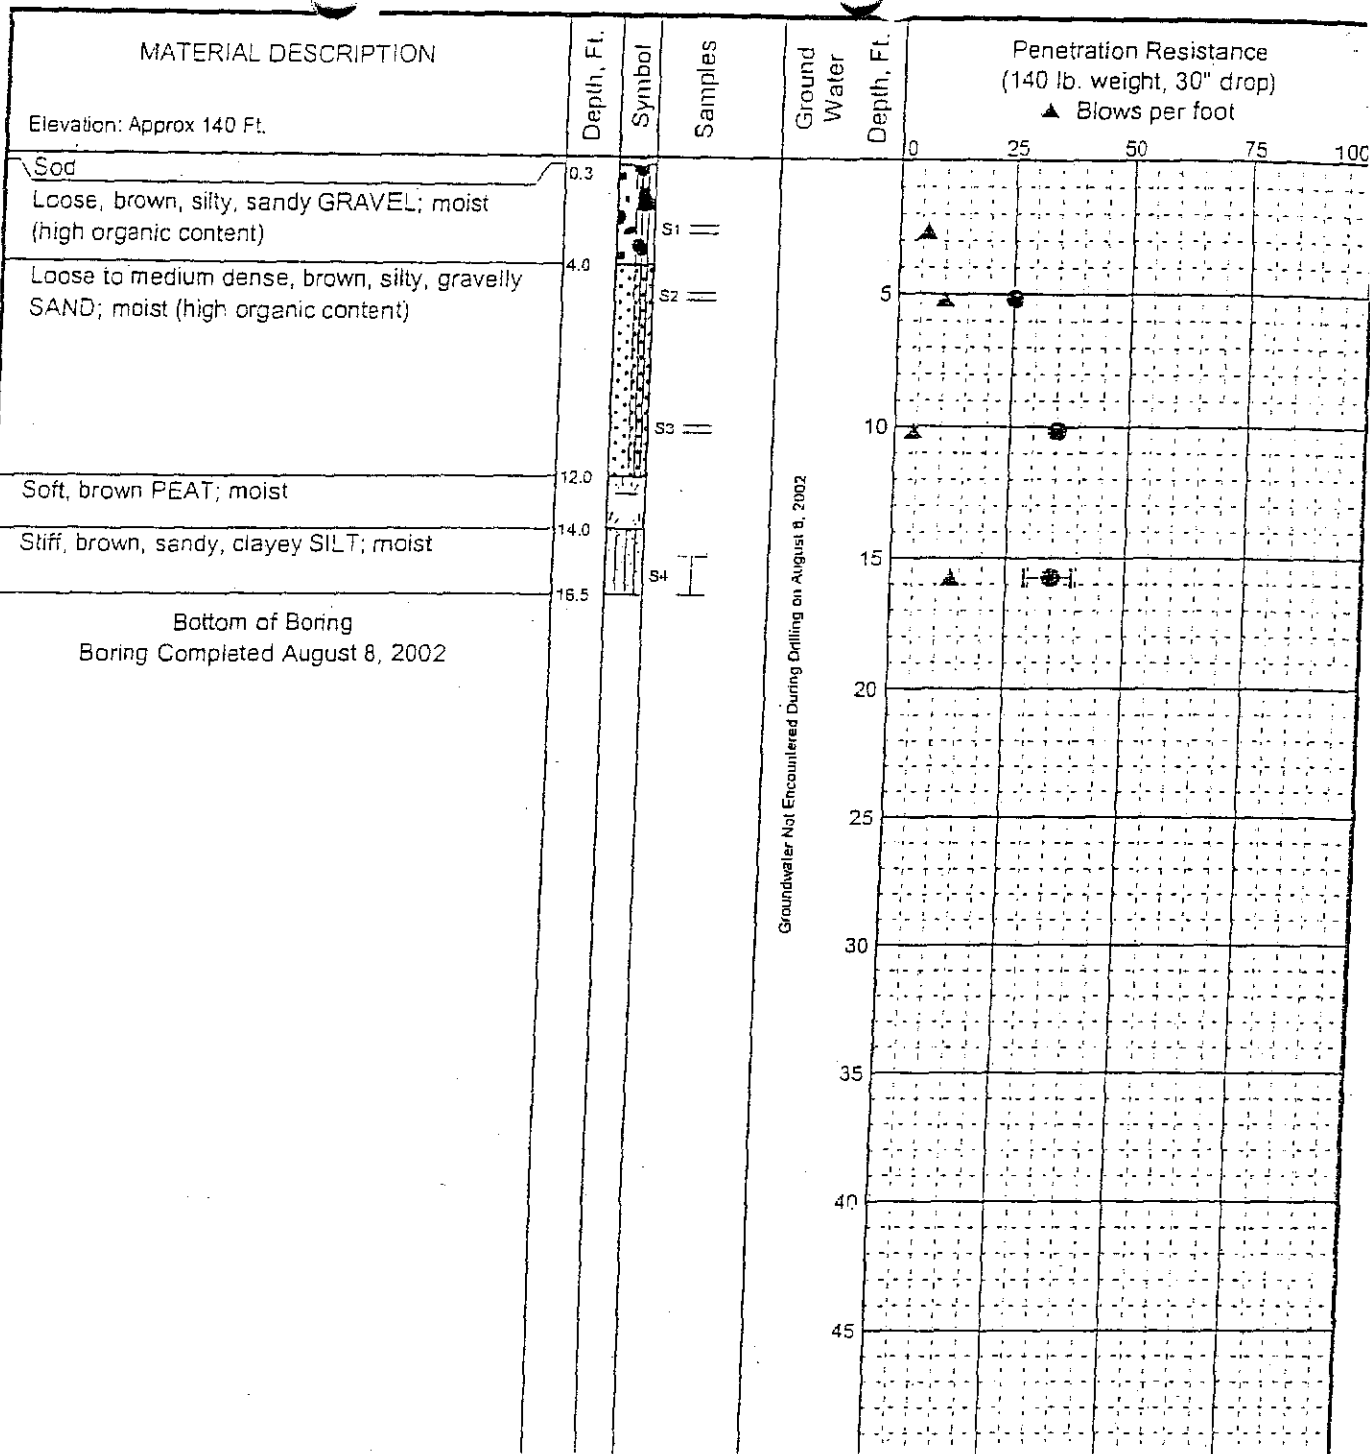 MATERIAL DESCRIPTION
Elevation: Approx 140 Ft.
Depth, Ft.
Symbol
Samples
Ground
Water
Depth, Ft.
Penetration Resistance
(140 lb. weight, 30" drop)
▲ Blows per foot
0 25 50 75 100
Sod
0.3
Loose, brown, silty, sandy GRAVEL; moist
(high organic content)
S1
4.0
Loose to medium dense, brown, silty, gravelly
SAND; moist (high organic content)
S2
5
S3
10
12.0
Soft, brown PEAT; moist
14.0
Stiff, brown, sandy, clayey SILT; moist
S4
15
16.5
Bottom of Boring
Boring Completed August 8, 2002
Groundwater Not Encountered During Drilling on August 8, 2002
20
25
30
35
40
45